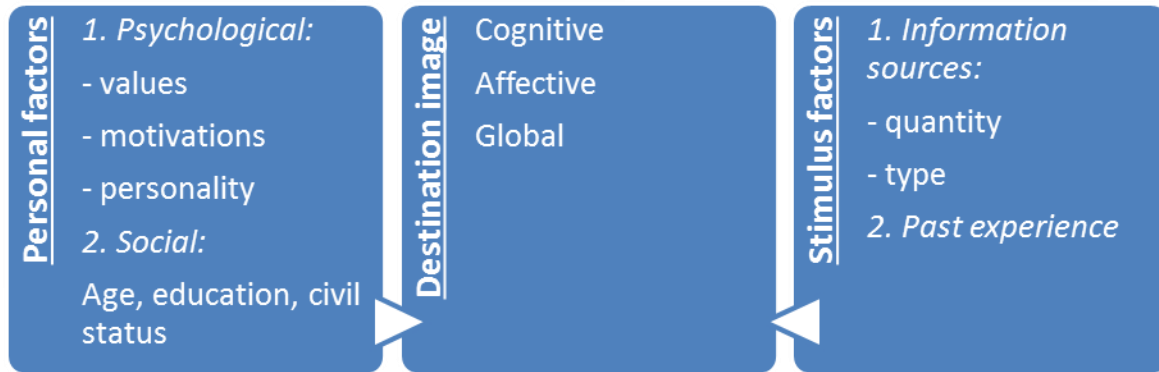 Personal factors
1. Psychological:
- values
- motivations
- personality
2. Social:
Age, education, civil
status
Destination image
Cognitive
Affective
Global
Stimulus factors
1. Information
sources:
- quantity
- type
2. Past experience